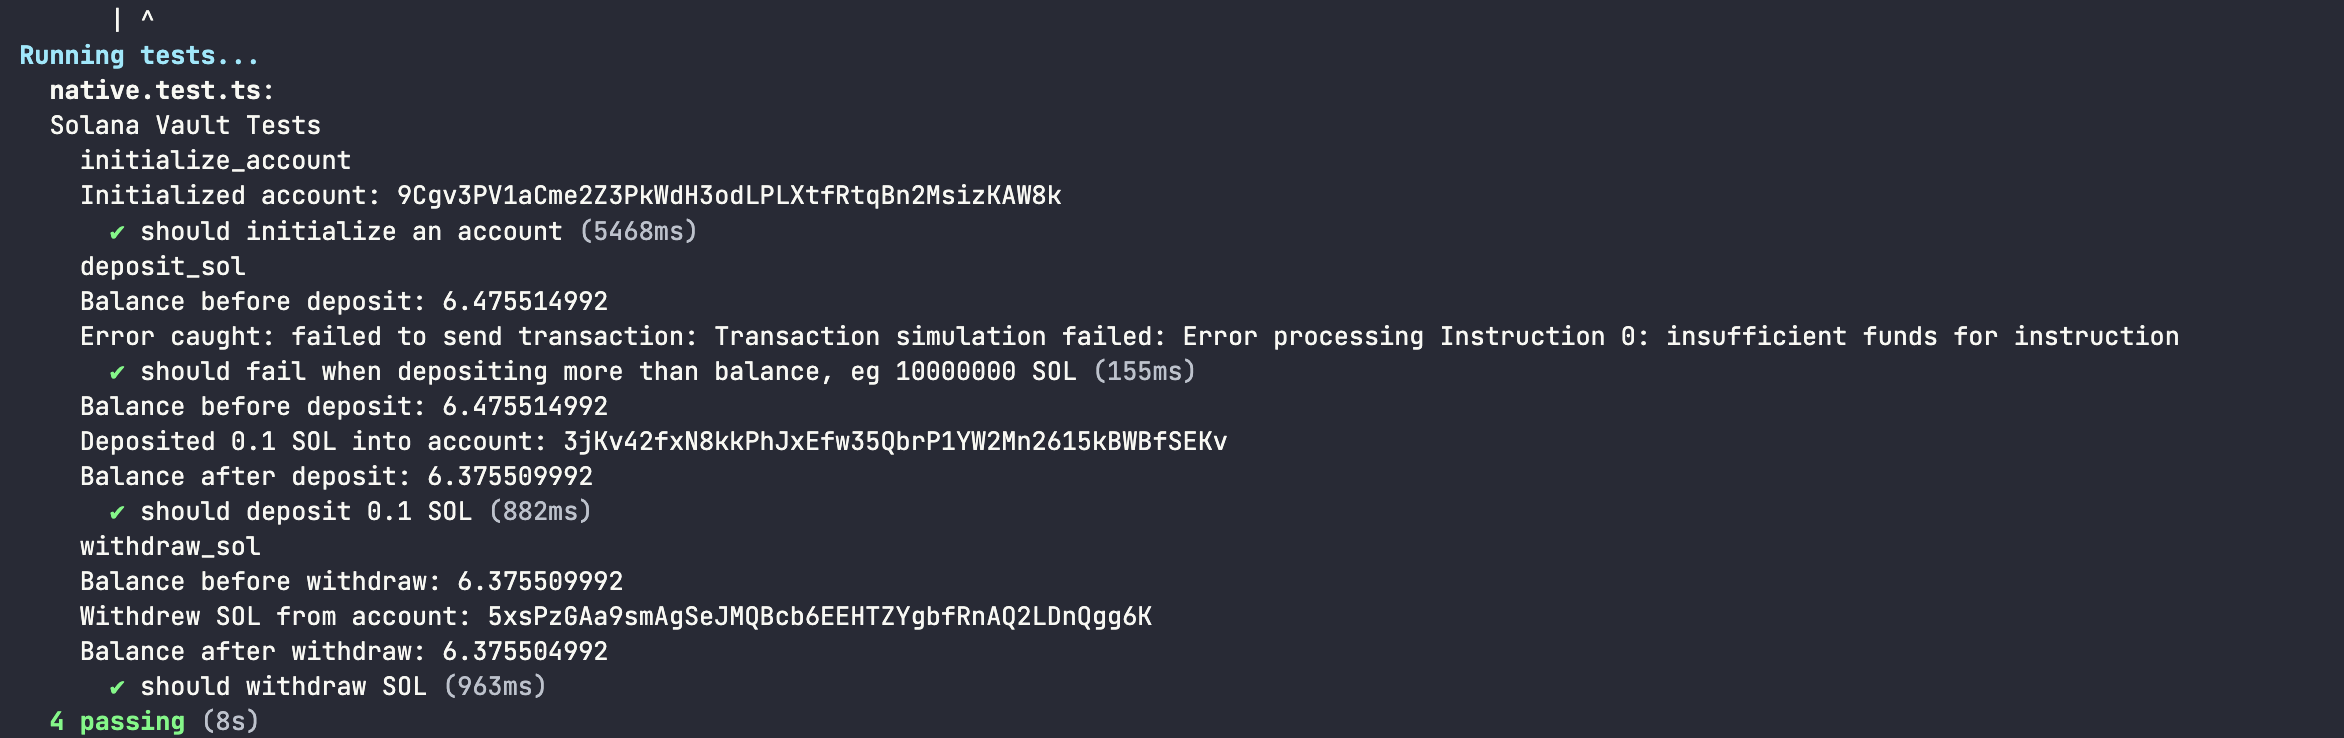 | ^
Running tests...
native.test.ts:
Solana Vault Tests
initialize_account
Initialized account: 9Cgv3PV1aCme2Z3PkWdH3odLPLXtfRtqBn2MsizKAW8k
✔ should initialize an account (5468ms)
deposit_sol
Balance before deposit: 6.475514992
Error caught: failed to send transaction: Transaction simulation failed: Error processing Instruction 0: insufficient funds for instruction
✔ should fail when depositing more than balance, eg 10000000 SOL (155ms)
Balance before deposit: 6.475514992
Deposited 0.1 SOL into account: 3jKv42fxN8kkPhJxEfw35QbrP1YW2Mn2615kBWBfSEKv
Balance after deposit: 6.375509992
✔ should deposit 0.1 SOL (882ms)
withdraw_sol
Balance before withdraw: 6.375509992
Withdrew SOL from account: 5xsPzGAa9smAgSeJMQBcb6EEHTZYgbfRnAQ2LDnQgg6K
Balance after withdraw: 6.375504992
✔ should withdraw SOL (963ms)
4 passing (8s)